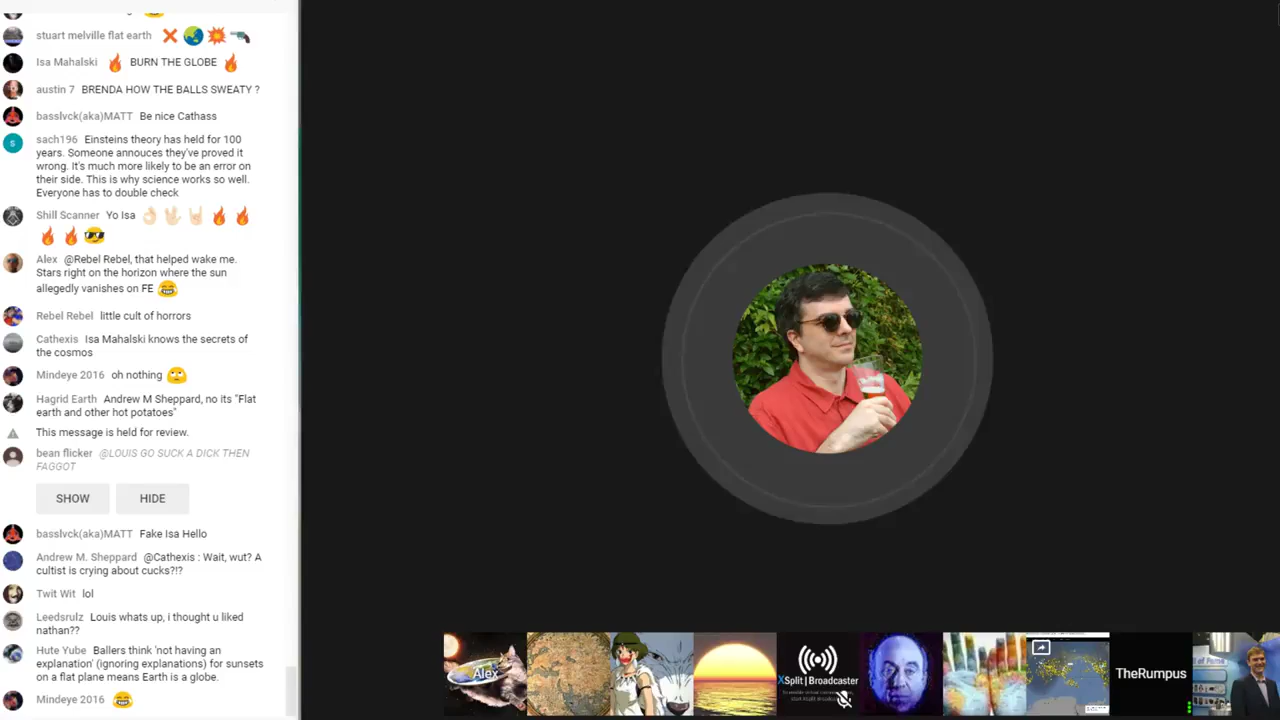 stuart melville flat earth
Isa Mahalski BURN THE GLOBE
austin 7 BRENDA HOW THE BALLS SWEATY ?
basslvck(aka)MATT Be nice Cathass
sach196 Einsteins theory has held for 100
years. Someone annouces they've proved it
wrong. It's much more likely to be an error on
their side. This is why science works so well.
Everyone has to double check
Shill Scanner Yo Isa
Alex @Rebel Rebel, that helped wake me.
Stars right on the horizon where the sun
allegedly vanishes on FE
Rebel Rebel little cult of horrors
Cathexis Isa Mahalski knows the secrets of
the cosmos
Mindeye 2016 oh nothing
Hagrid Earth Andrew M Sheppard, no its "Flat
earth and other hot potatoes"
This message is held for review.
bean flicker @LOUIS GO SUCK A DICK THEN
FAGGOT
SHOW HIDE
basslvck(aka)MATT Fake Isa Hello
Andrew M. Sheppard @Cathexis : Wait, wut? A
cultist is crying about cucks?!?
Twit Wit lol
Leedsrulz Louis whats up, i thought u liked
nathan??
Hute Yube Ballers think 'not having an
explanation' (ignoring explanations) for sunsets
on a flat plane means Earth is a globe.
Mindeye 2016
Alex
XSplit Broadcaster
TheRumpus